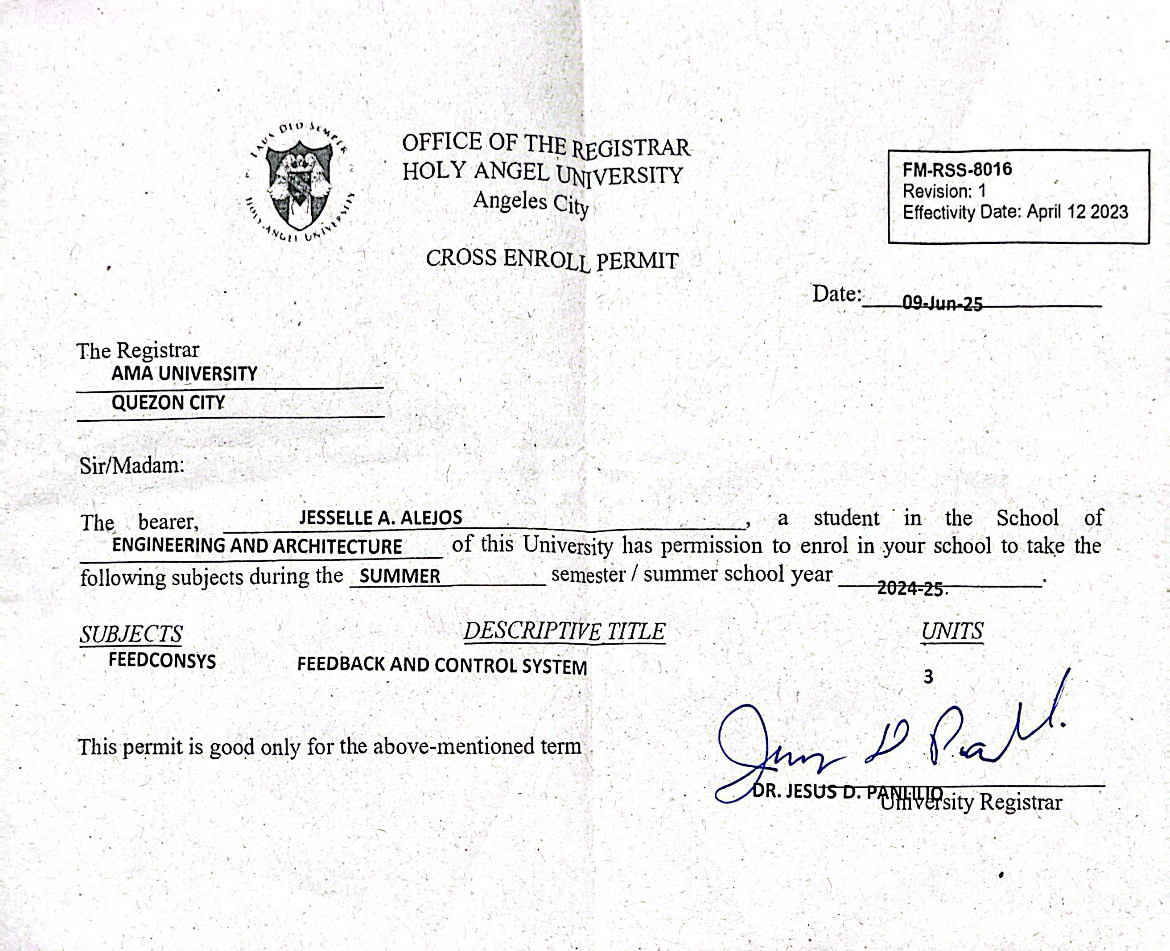 LAUS DEO SEMPER
HOLY ANGEL UNIVERSITY
OFFICE OF THE REGISTRAR
HOLY ANGEL UNIVERSITY
Angeles City
CROSS ENROLL PERMIT
FM-RSS-8016
Revision: 1
Effectivity Date: April 12 2023
Date: 09-Jun-25
The Registrar
AMA UNIVERSITY
QUEZON CITY
Sir/Madam:
The bearer, JESSELLE A. ALEJOS, a student in the School of
ENGINEERING AND ARCHITECTURE of this University has permission to enrol in your school to take the
following subjects during the SUMMER semester / summer school year 2024-25.
SUBJECTS DESCRIPTIVE TITLE UNITS
FEEDCONSYS FEEDBACK AND CONTROL SYSTEM 3
This permit is good only for the above-mentioned term
DR. JESUS D. PANLILIO
University Registrar